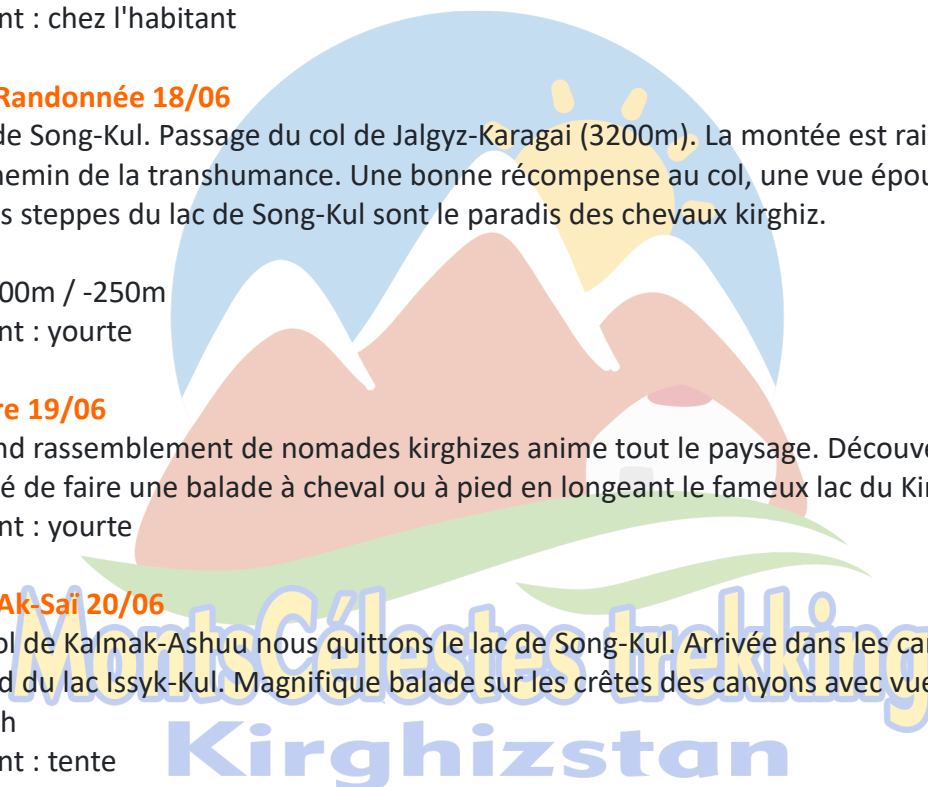 nt : chez l'habitant
Randonnée 18/06
de Song-Kul. Passage du col de Jalgyz-Karagai (3200m). La montée est rai
hemin de la transhumance. Une bonne récompense au col, une vue épou
s steppes du lac de Song-Kul sont le paradis des chevaux kirghiz.
00m / -250m
nt : yourte
re 19/06
nd rassemblement de nomades kirghizes anime tout le paysage. Découve
é de faire une balade à cheval ou à pied en longeant le fameux lac du Kir
nt : yourte
Ak-Saï 20/06
ol de Kalmak-Ashuu nous quittons le lac de Song-Kul. Arrivée dans les ca
d du lac Issyk-Kul. Magnifique balade sur les crêtes des canyons avec vue
MontsCélestes trekking
h
Kirghizstan
nt : tente